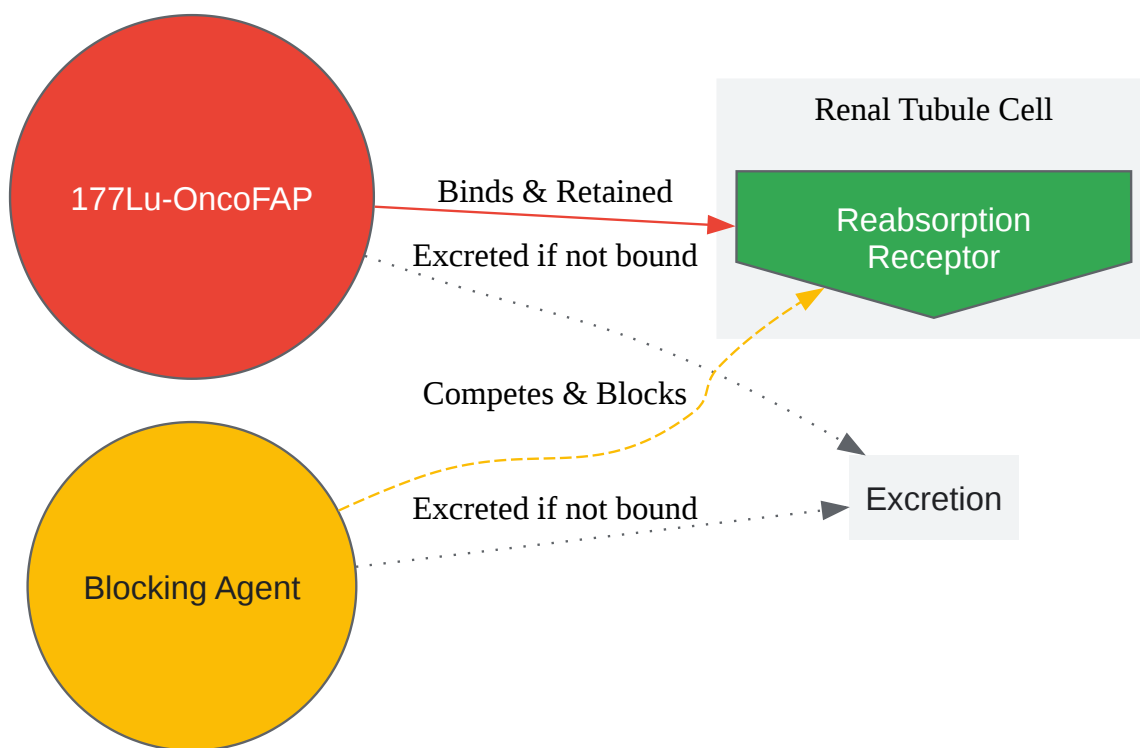 Renal Tubule Cell
177Lu-OncoFAP
Binds & Retained
Reabsorption
Receptor
Excreted if not bound
Competes & Blocks
Excretion
Excreted if not bound
Blocking Agent